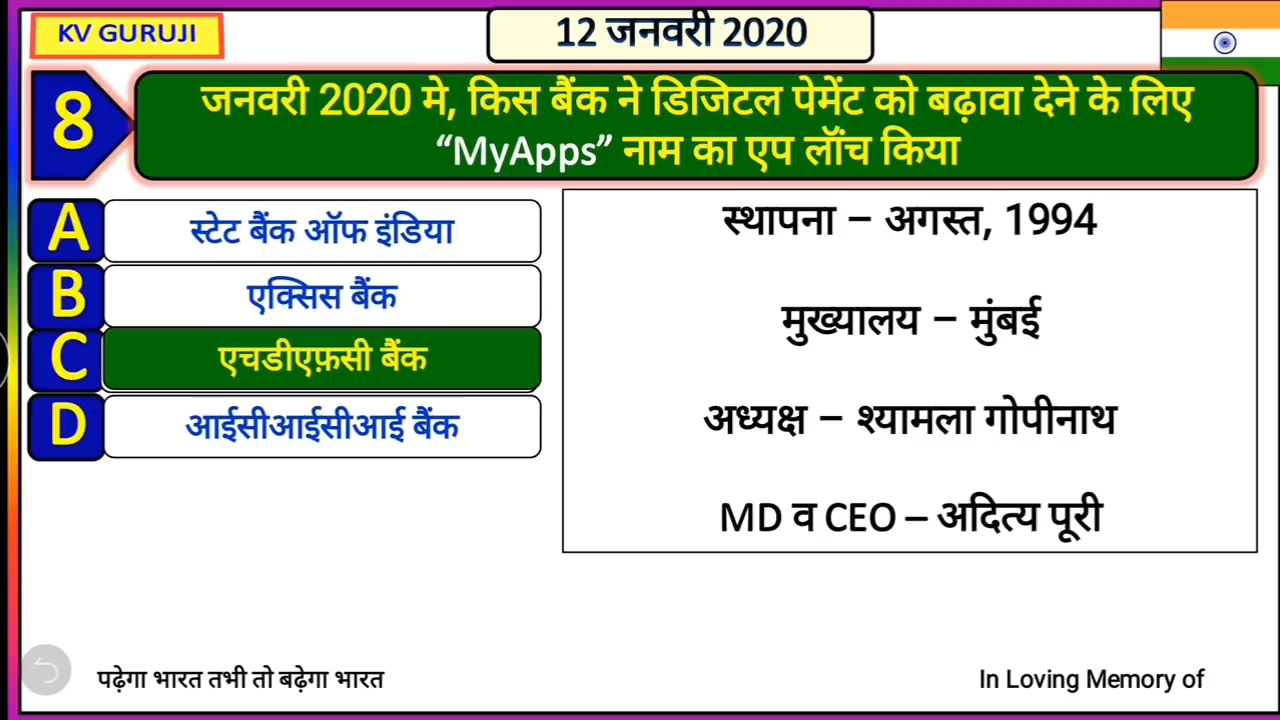 KV GURUJI
12 जनवरी 2020
8
जनवरी 2020 मे, किस बैंक ने डिजिटल पेमेंट को बढ़ावा देने के लिए
“MyApps” नाम का एप लॉंच किया
A
स्टेट बैंक ऑफ इंडिया
B
एक्सिस बैंक
C
एचडीएफ़सी बैंक
D
आईसीआईसीआई बैंक
स्थापना – अगस्त, 1994
मुख्यालय – मुंबई
अध्यक्ष – श्यामला गोपीनाथ
MD व CEO – अदित्य पूरी
पढ़ेगा भारत तभी तो बढ़ेगा भारत
In Loving Memory of